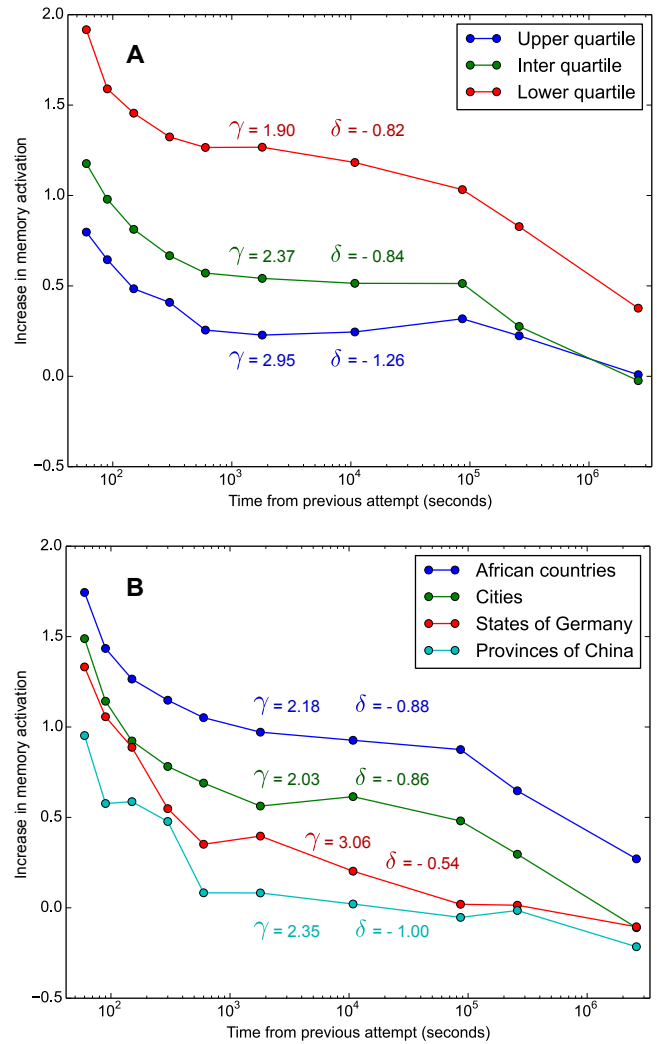 2.0
A
Upper quartile
Inter quartile
Lower quartile
1.5
γ = 1.90 δ = - 0.82
1.0
γ = 2.37 δ = - 0.84
0.5
γ = 2.95 δ = - 1.26
0.0
−0.5
Increase in memory activation
10² 10³ 10⁴ 10⁵ 10⁶
Time from previous attempt (seconds)
2.0
B
African countries
Cities
States of Germany
Provinces of China
1.5
γ = 2.18 δ = - 0.88
1.0
γ = 2.03 δ = - 0.86
0.5
γ = 3.06
δ = - 0.54
0.0
γ = 2.35 δ = - 1.00
−0.5
Increase in memory activation
10² 10³ 10⁴ 10⁵ 10⁶
Time from previous attempt (seconds)